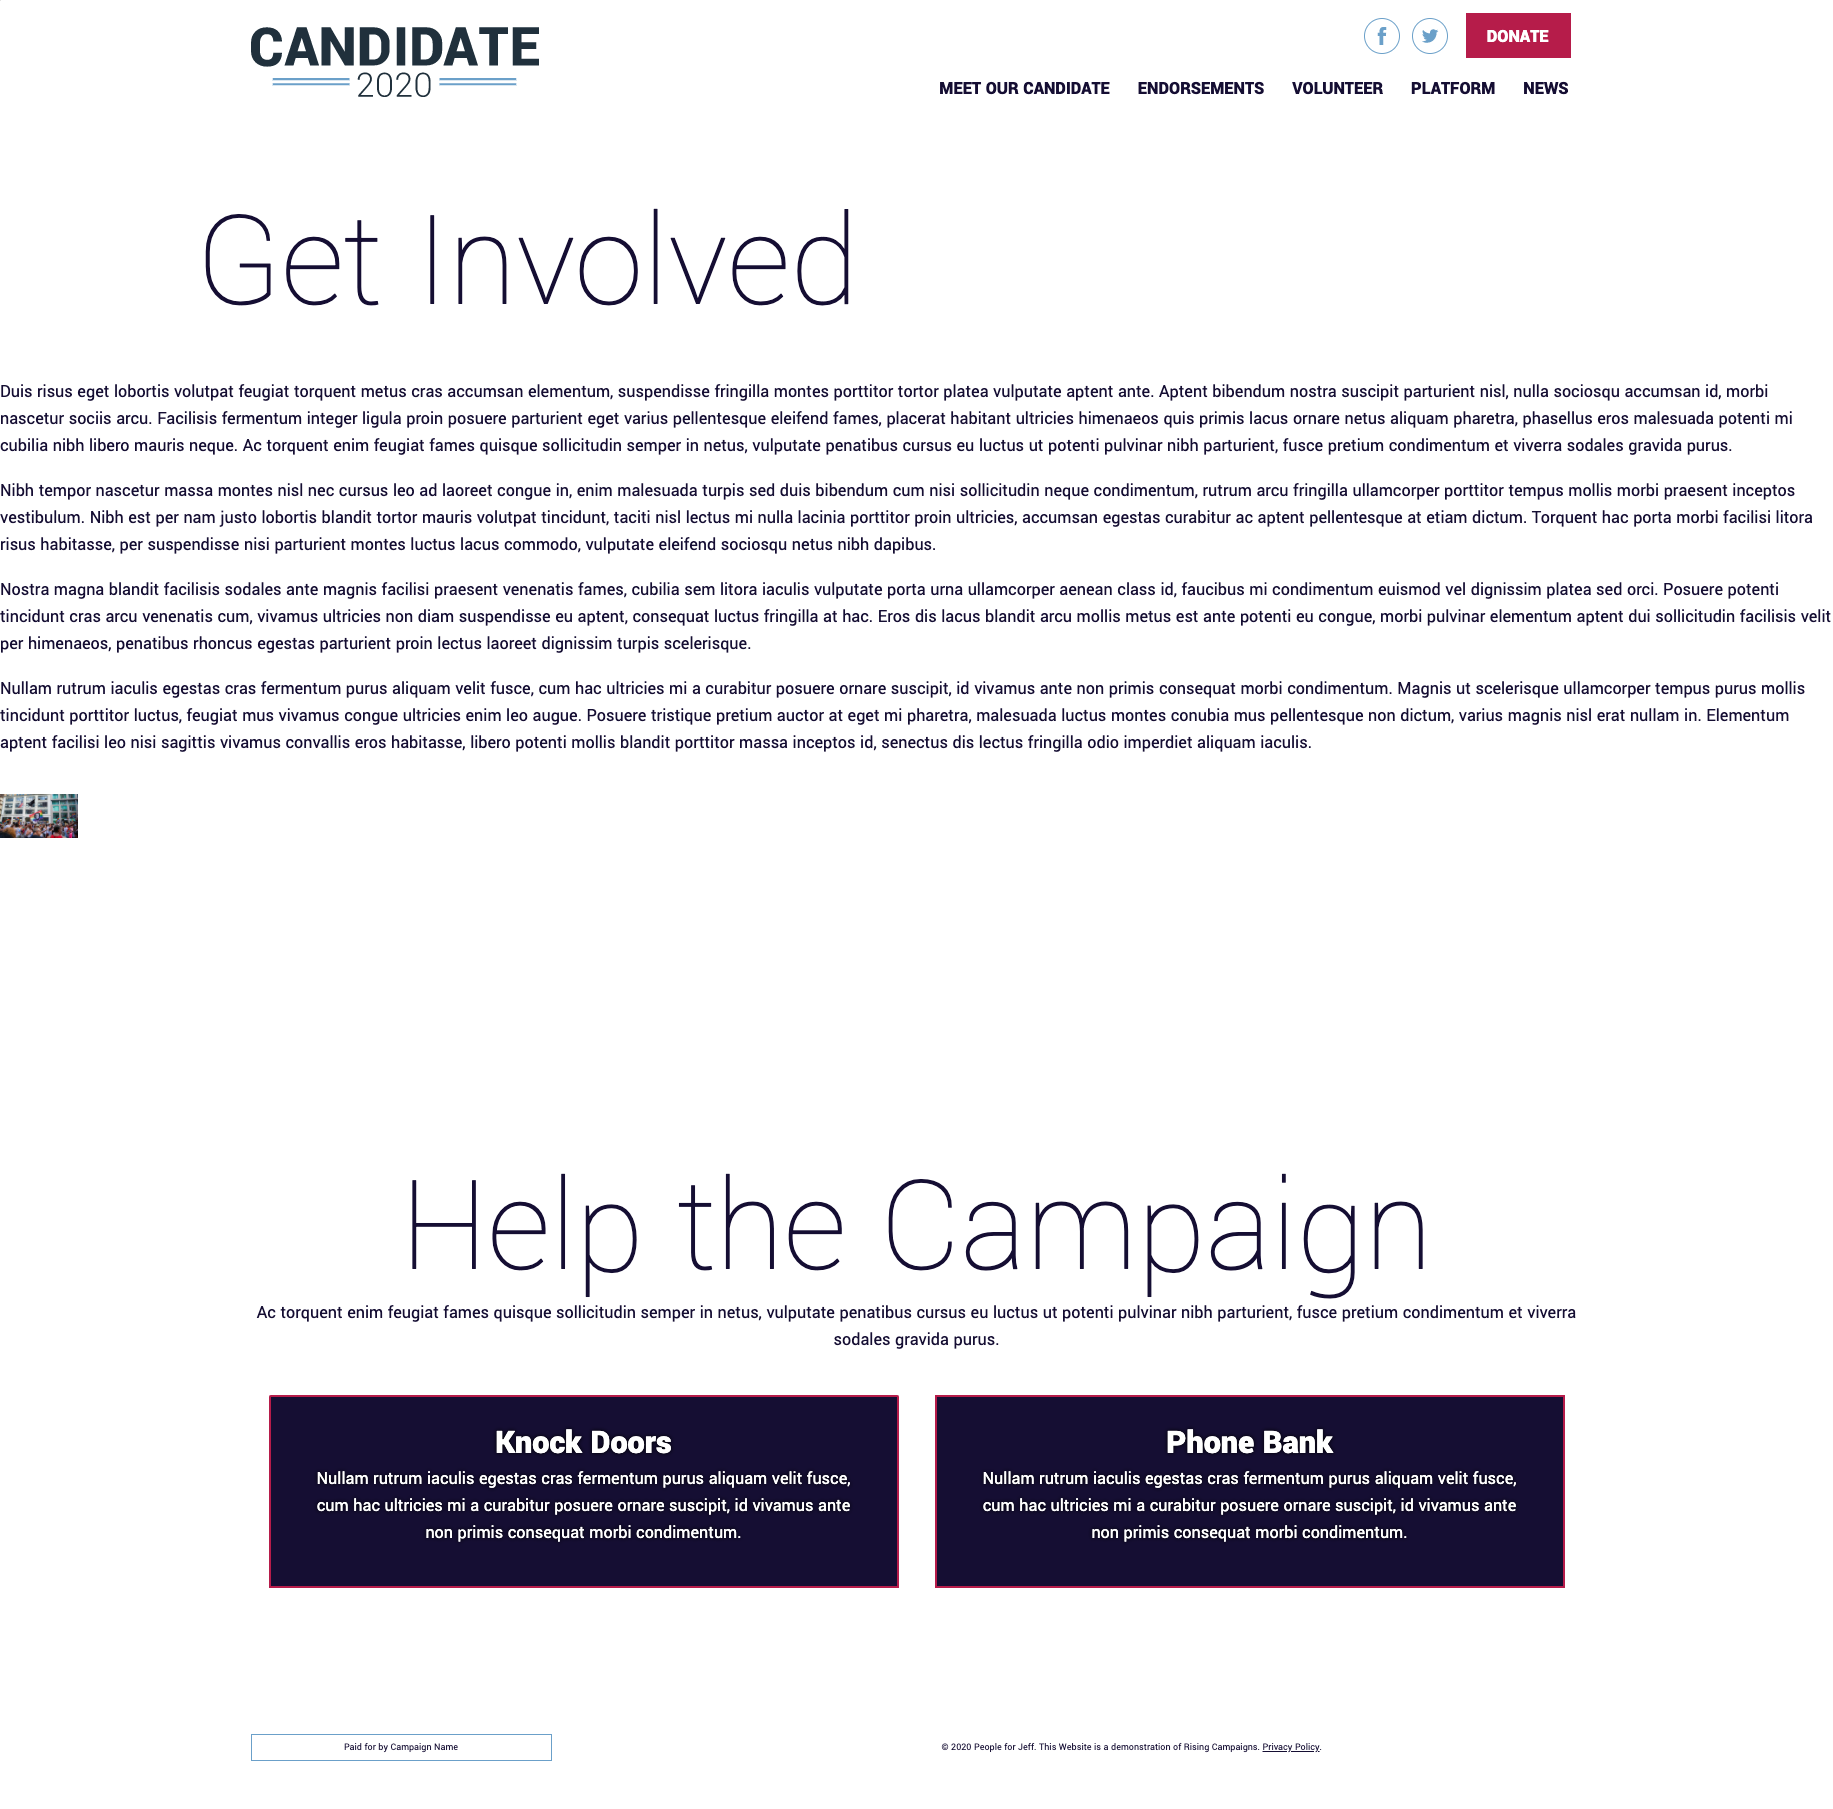 CANDIDATE
2020
DONATE
MEET OUR CANDIDATE ENDORSEMENTS VOLUNTEER PLATFORM NEWS
Get Involved
Duis risus eget lobortis volutpat feugiat torquent metus cras accumsan elementum, suspendisse fringilla montes porttitor tortor platea vulputate aptent ante. Aptent bibendum nostra suscipit parturient nisl, nulla sociosqu accumsan id, morbi
nascetur sociis arcu. Facilisis fermentum integer ligula proin posuere parturient eget varius pellentesque eleifend fames, placerat habitant ultricies himenaeos quis primis lacus ornare netus aliquam pharetra, phasellus eros malesuada potenti mi
cubilia nibh libero mauris neque. Ac torquent enim feugiat fames quisque sollicitudin semper in netus, vulputate penatibus cursus eu luctus ut potenti pulvinar nibh parturient, fusce pretium condimentum et viverra sodales gravida purus.
Nibh tempor nascetur massa montes nisl nec cursus leo ad laoreet congue in, enim malesuada turpis sed duis bibendum cum nisi sollicitudin neque condimentum, rutrum arcu fringilla ullamcorper porttitor tempus mollis morbi praesent inceptos
vestibulum. Nibh est per nam justo lobortis blandit tortor mauris volutpat tincidunt, taciti nisl lectus mi nulla lacinia porttitor proin ultricies, accumsan egestas curabitur ac aptent pellentesque at etiam dictum. Torquent hac porta morbi facilisi litora
risus habitasse, per suspendisse nisi parturient montes luctus lacus commodo, vulputate eleifend sociosqu netus nibh dapibus.
Nostra magna blandit facilisis sodales ante magnis facilisi praesent venenatis fames, cubilia sem litora iaculis vulputate porta urna ullamcorper aenean class id, faucibus mi condimentum euismod vel dignissim platea sed orci. Posuere potenti
tincidunt cras arcu venenatis cum, vivamus ultricies non diam suspendisse eu aptent, consequat luctus fringilla at hac. Eros dis lacus blandit arcu mollis metus est ante potenti eu congue, morbi pulvinar elementum aptent dui sollicitudin facilisis velit
per himenaeos, penatibus rhoncus egestas parturient proin lectus laoreet dignissim turpis scelerisque.
Nullam rutrum iaculis egestas cras fermentum purus aliquam velit fusce, cum hac ultricies mi a curabitur posuere ornare suscipit, id vivamus ante non primis consequat morbi condimentum. Magnis ut scelerisque ullamcorper tempus purus mollis
tincidunt porttitor luctus, feugiat mus vivamus congue ultricies enim leo augue. Posuere tristique pretium auctor at eget mi pharetra, malesuada luctus montes conubia mus pellentesque non dictum, varius magnis nisl erat nullam in. Elementum
aptent facilisi leo nisi sagittis vivamus convallis eros habitasse, libero potenti mollis blandit porttitor massa inceptos id, senectus dis lectus fringilla odio imperdiet aliquam iaculis.
Help the Campaign
Ac torquent enim feugiat fames quisque sollicitudin semper in netus, vulputate penatibus cursus eu luctus ut potenti pulvinar nibh parturient, fusce pretium condimentum et viverra
sodales gravida purus.
Knock Doors
Nullam rutrum iaculis egestas cras fermentum purus aliquam velit fusce,
cum hac ultricies mi a curabitur posuere ornare suscipit, id vivamus ante
non primis consequat morbi condimentum.
Phone Bank
Nullam rutrum iaculis egestas cras fermentum purus aliquam velit fusce,
cum hac ultricies mi a curabitur posuere ornare suscipit, id vivamus ante
non primis consequat morbi condimentum.
Paid for by Campaign Name
© 2020 People for Jeff. This Website is a demonstration of Rising Campaigns. Privacy Policy.